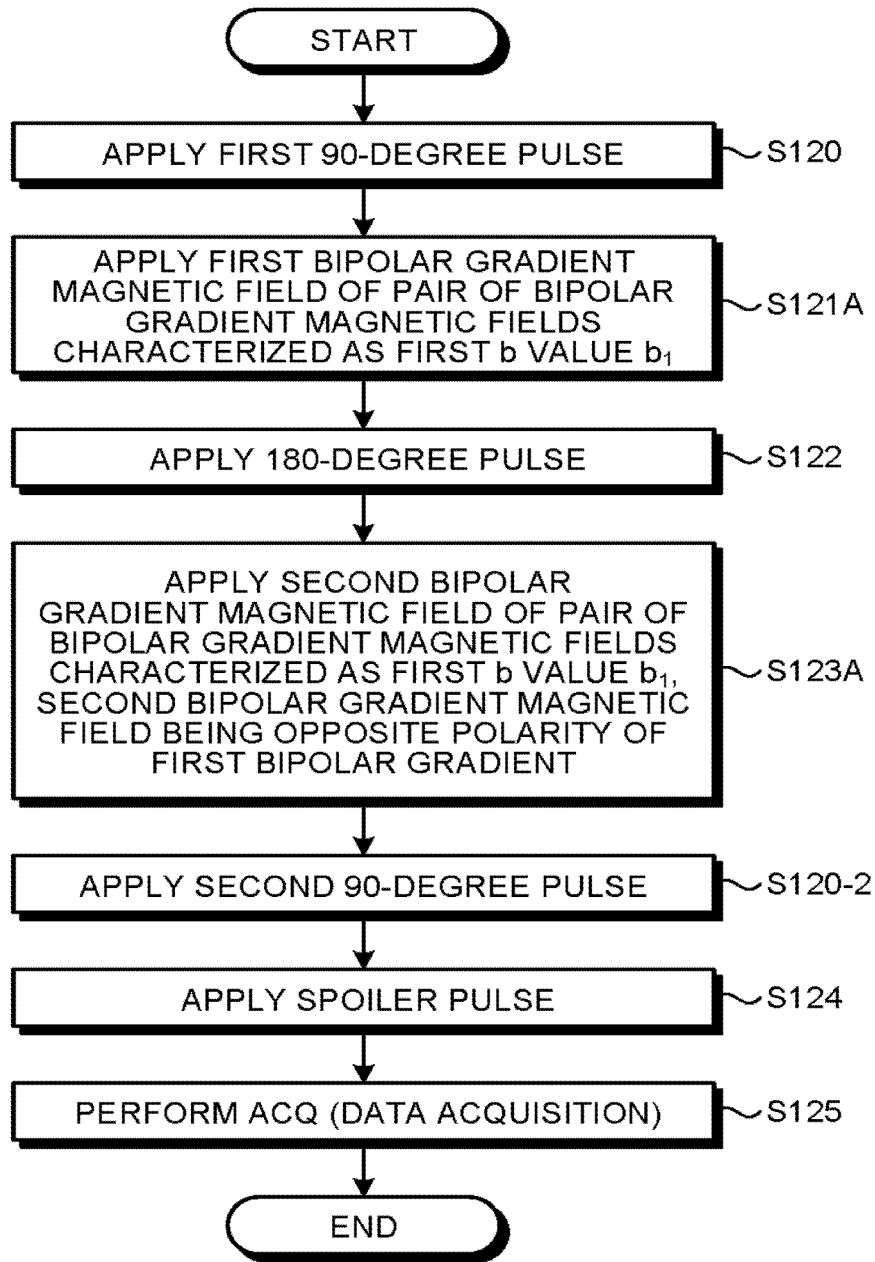 START
APPLY FIRST 90-DEGREE PULSE
S120
APPLY FIRST BIPOLAR GRADIENT
MAGNETIC FIELD OF PAIR OF BIPOLAR
GRADIENT MAGNETIC FIELDS
CHARACTERIZED AS FIRST b VALUE b₁
S121A
APPLY 180-DEGREE PULSE
S122
APPLY SECOND BIPOLAR
GRADIENT MAGNETIC FIELD OF PAIR OF
BIPOLAR GRADIENT MAGNETIC FIELDS
CHARACTERIZED AS FIRST b VALUE b₁,
SECOND BIPOLAR GRADIENT MAGNETIC
FIELD BEING OPPOSITE POLARITY OF
FIRST BIPOLAR GRADIENT
S123A
APPLY SECOND 90-DEGREE PULSE
S120-2
APPLY SPOILER PULSE
S124
PERFORM ACQ (DATA ACQUISITION)
S125
END